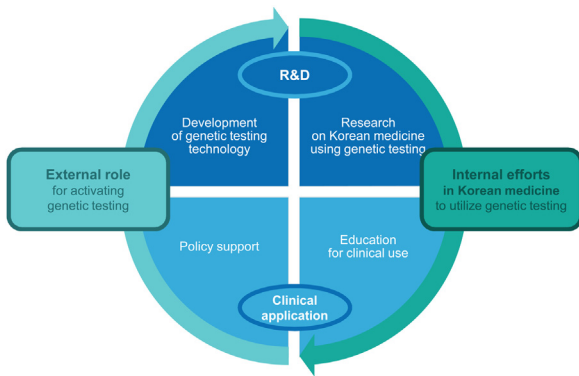 R&D
Development
of genetic testing
technology
Research
on Korean medicine
using genetic testing
External role
for activating
genetic testing
Internal efforts
in Korean medicine
to utilize genetic testing
Policy support
Education
for clinical use
Clinical
application